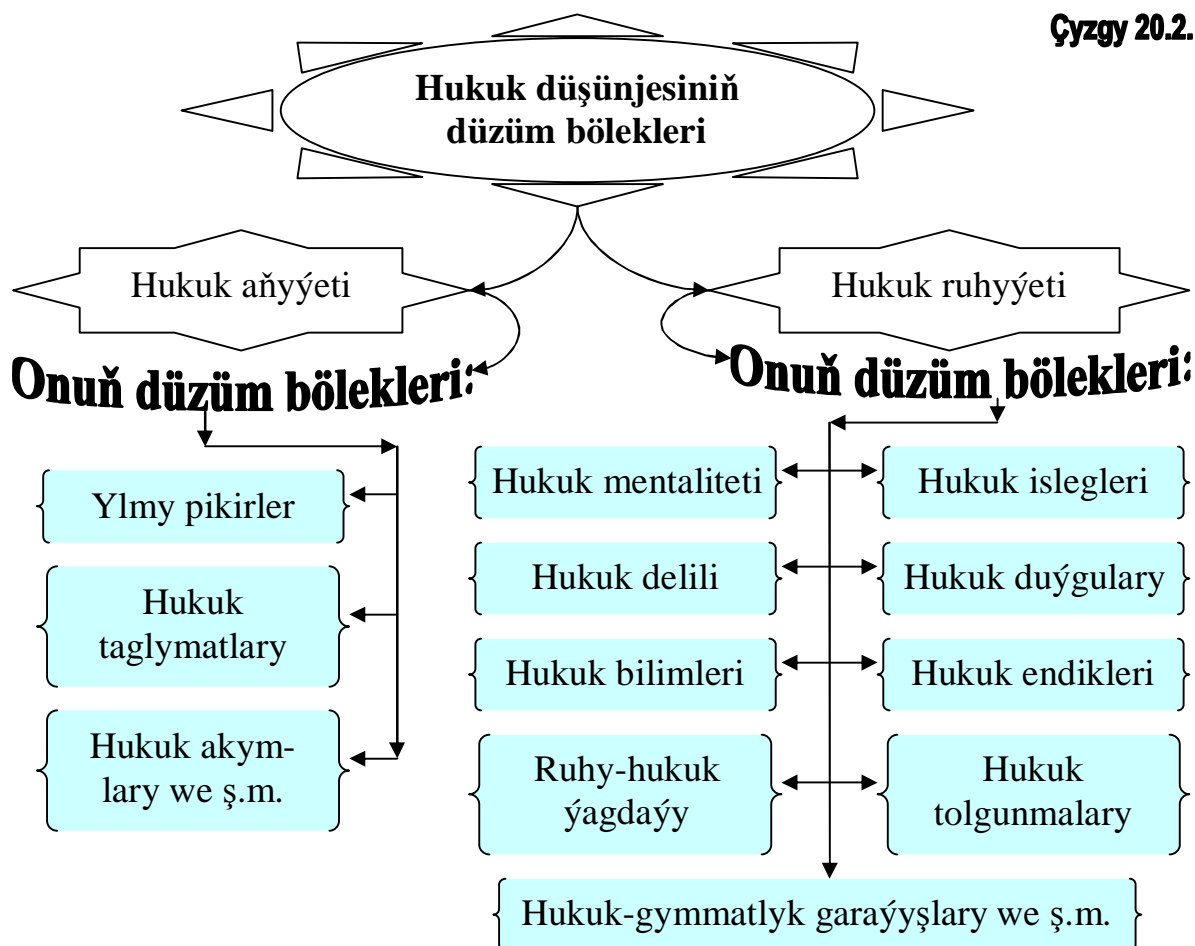 Çyzgy 20.2.
Hukuk düşünjesiniň
düzüm bölekleri
Hukuk aňyýeti
Hukuk ruhyýeti
Onuň düzüm bölekleri:
Onuň düzüm bölekleri:
Ylmy pikirler
Hukuk
taglymatlary
Hukuk akym-
lary we ş.m.
Hukuk mentaliteti
Hukuk islegleri
Hukuk delili
Hukuk duýgulary
Hukuk bilimleri
Hukuk endikleri
Ruhy-hukuk
ýagdaýy
Hukuk
tolgunmalary
Hukuk-gymmatlyk garaýyşlary we ş.m.